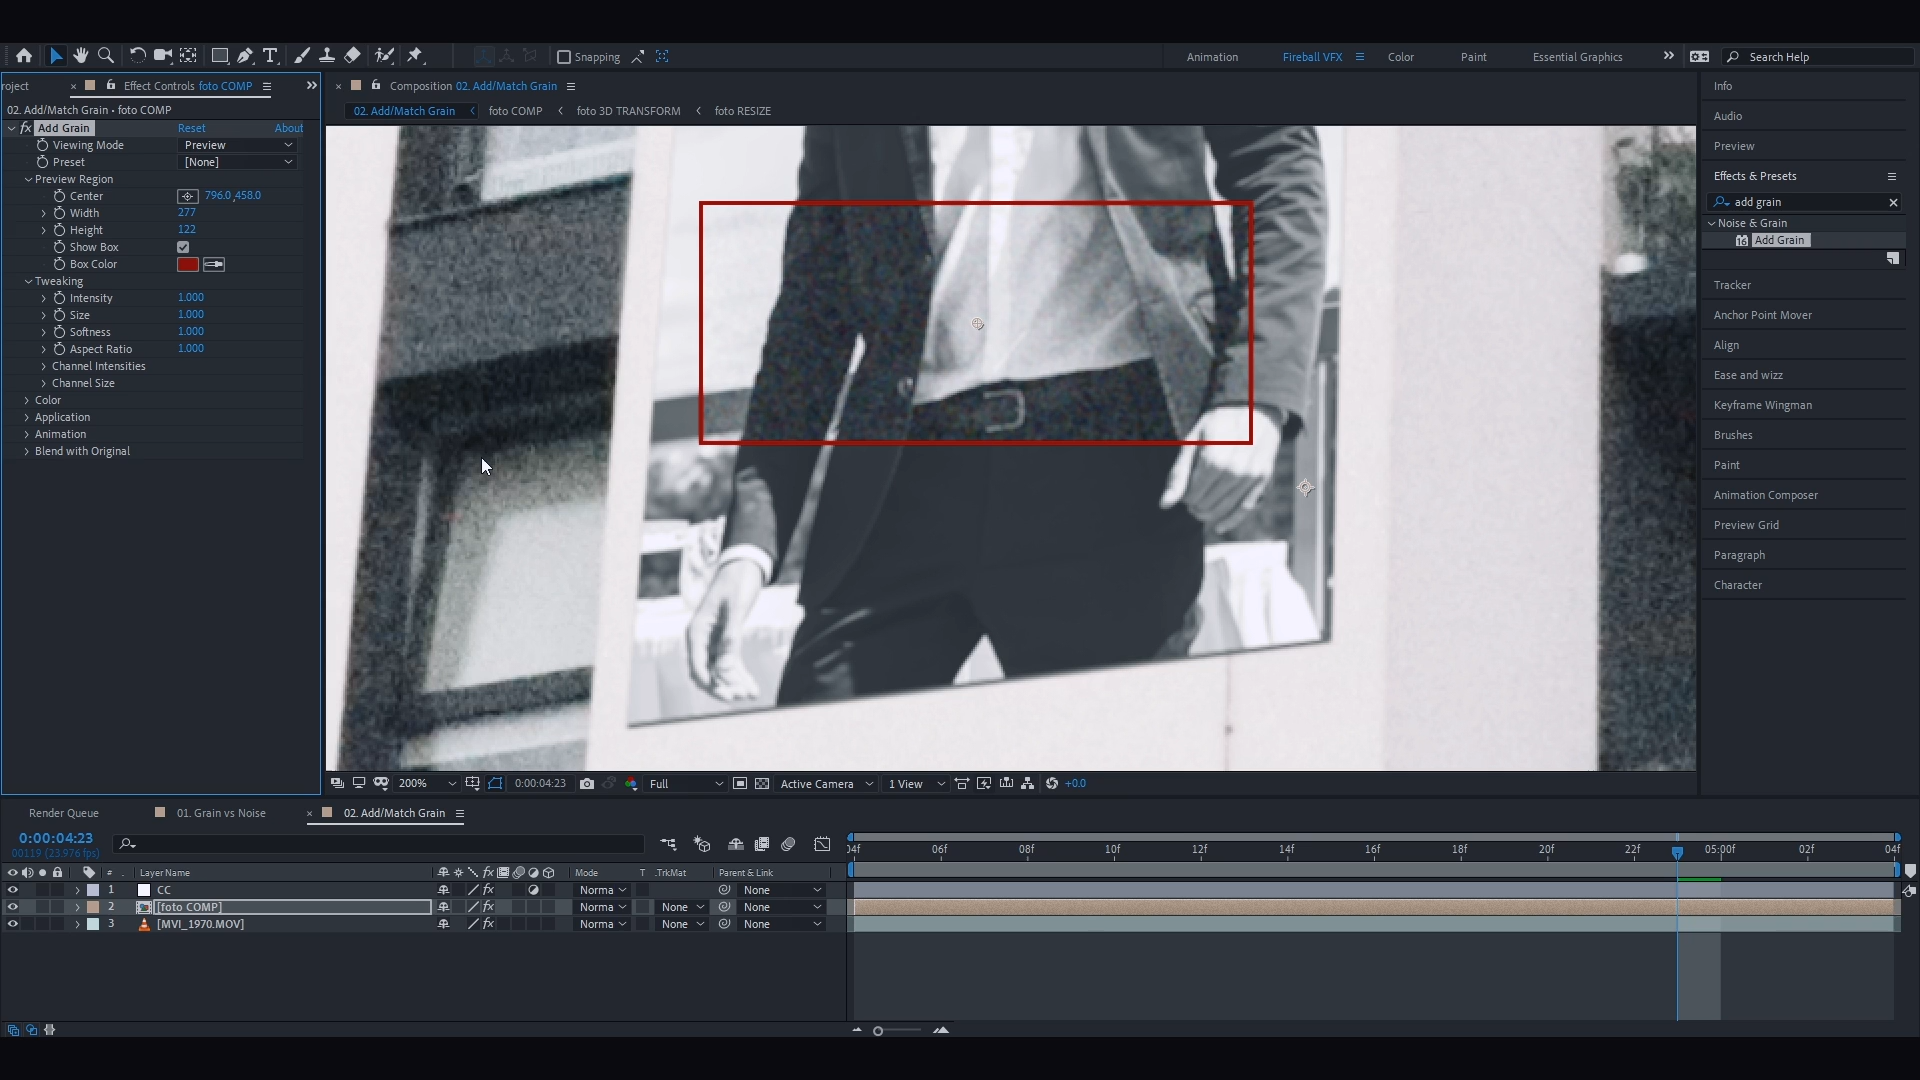 Snapping
Animation
Fireball VFX
Color
Paint
Essential Graphics
Search Help
roject
Effect Controls foto COMP
02. Add/Match Grain • foto COMP
fx Add Grain Reset About
Viewing Mode Preview
Preset [None]
Preview Region
Center 796.0,458.0
Width 277
Height 122
Show Box
Box Color
Tweaking
Intensity 1.000
Size 1.000
Softness 1.000
Aspect Ratio 1.000
Channel Intensities
Channel Size
Color
Application
Animation
Blend with Original
Composition 02. Add/Match Grain
02. Add/Match Grain foto COMP foto 3D TRANSFORM foto RESIZE
200% 0:00:04:23 Full Active Camera 1 View +0.0
Info
Audio
Preview
Effects & Presets
add grain
Noise & Grain
16 Add Grain
Tracker
Anchor Point Mover
Align
Ease and wizz
Keyframe Wingman
Brushes
Paint
Animation Composer
Preview Grid
Paragraph
Character
Render Queue 01. Grain vs Noise 02. Add/Match Grain
0:00:04:23
00119 (23.976 fps)
# Layer Name fx Mode T .TrkMat Parent & Link
1 CC fx Norma None
2 [foto COMP] fx Norma None None
3 [MVI_1970.MOV] fx Norma None None
04f 06f 08f 10f 12f 14f 16f 18f 20f 22f 05:00f 02f 04f